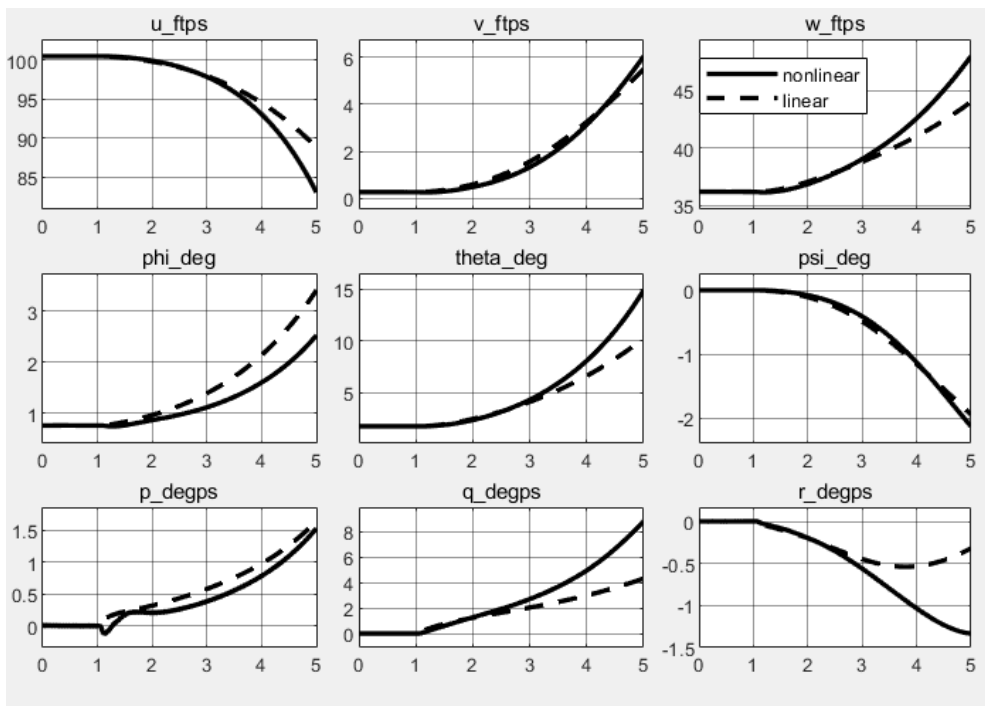 u_ftps
100
95
90
85
0 1 2 3 4 5
v_ftps
6
4
2
0
0 1 2 3 4 5
w_ftps
nonlinear
linear
45
40
35
0 1 2 3 4 5
phi_deg
3
2
1
0 1 2 3 4 5
theta_deg
15
10
5
0 1 2 3 4 5
psi_deg
0
-1
-2
0 1 2 3 4 5
p_degps
1.5
1
0.5
0
0 1 2 3 4 5
q_degps
8
6
4
2
0
0 1 2 3 4 5
r_degps
0
-0.5
-1
-1.5
0 1 2 3 4 5